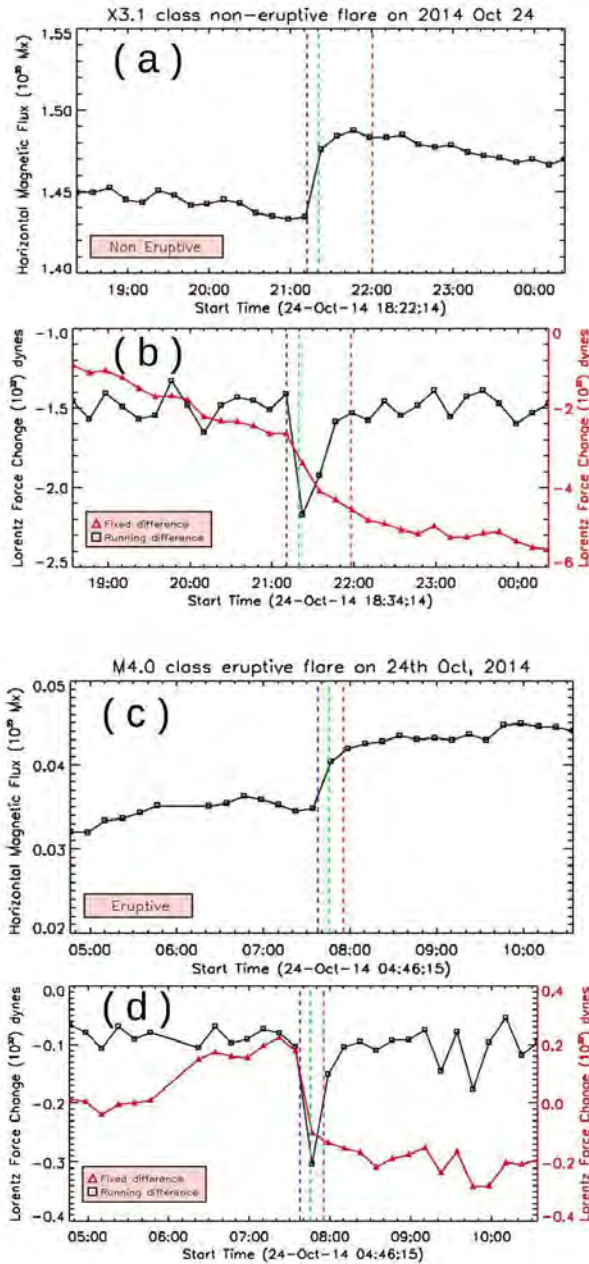 X3.1 class non-eruptive flare on 2014 Oct 24
(a)
Horizontal Magnetic Flux (10²⁰ Mx)
1.55
1.50
1.45
1.40
Non Eruptive
19:00 20:00 21:00 22:00 23:00 00:00
Start Time (24-Oct-14 18:22:14)
(b)
Lorentz Force Change (10²⁰) dynes
-1.0
-1.5
-2.0
-2.5
Fixed difference
Running difference
0
-2
-4
-6
Lorentz Force Change (10²⁰) dynes
19:00 20:00 21:00 22:00 23:00 00:00
Start Time (24-Oct-14 18:34:14)
M4.0 class eruptive flare on 24th Oct, 2014
(c)
Horizontal Magnetic Flux (10²⁰ Mx)
0.05
0.04
0.03
0.02
Eruptive
05:00 06:00 07:00 08:00 09:00 10:00
Start Time (24-Oct-14 04:46:15)
(d)
Lorentz Force Change (10²⁰) dynes
0.0
-0.1
-0.2
-0.3
-0.4
Fixed difference
Running difference
0.4
0.2
0.0
-0.2
-0.4
Lorentz Force Change (10²⁰) dynes
05:00 06:00 07:00 08:00 09:00 10:00
Start Time (24-Oct-14 04:46:15)